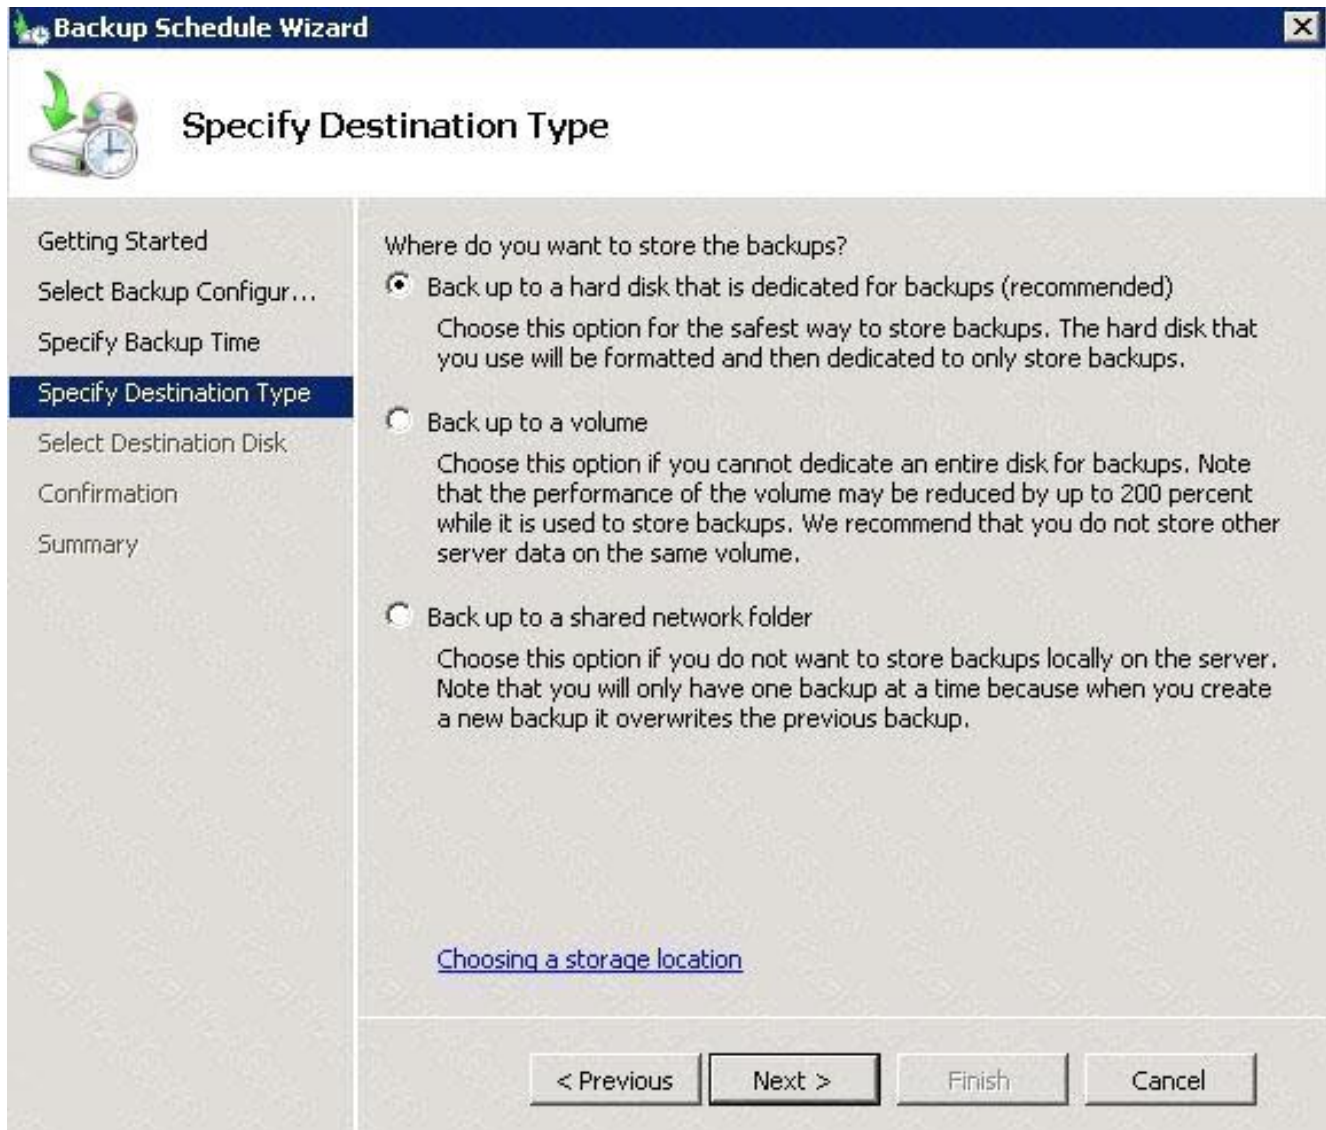 Backup Schedule Wizard
Specify Destination Type
Getting Started
Select Backup Configur...
Specify Backup Time
Specify Destination Type
Select Destination Disk
Confirmation
Summary
Where do you want to store the backups?
Back up to a hard disk that is dedicated for backups (recommended)
Choose this option for the safest way to store backups. The hard disk that
you use will be formatted and then dedicated to only store backups.
Back up to a volume
Choose this option if you cannot dedicate an entire disk for backups. Note
that the performance of the volume may be reduced by up to 200 percent
while it is used to store backups. We recommend that you do not store other
server data on the same volume.
Back up to a shared network folder
Choose this option if you do not want to store backups locally on the server.
Note that you will only have one backup at a time because when you create
a new backup it overwrites the previous backup.
Choosing a storage location
< Previous
Next >
Finish
Cancel